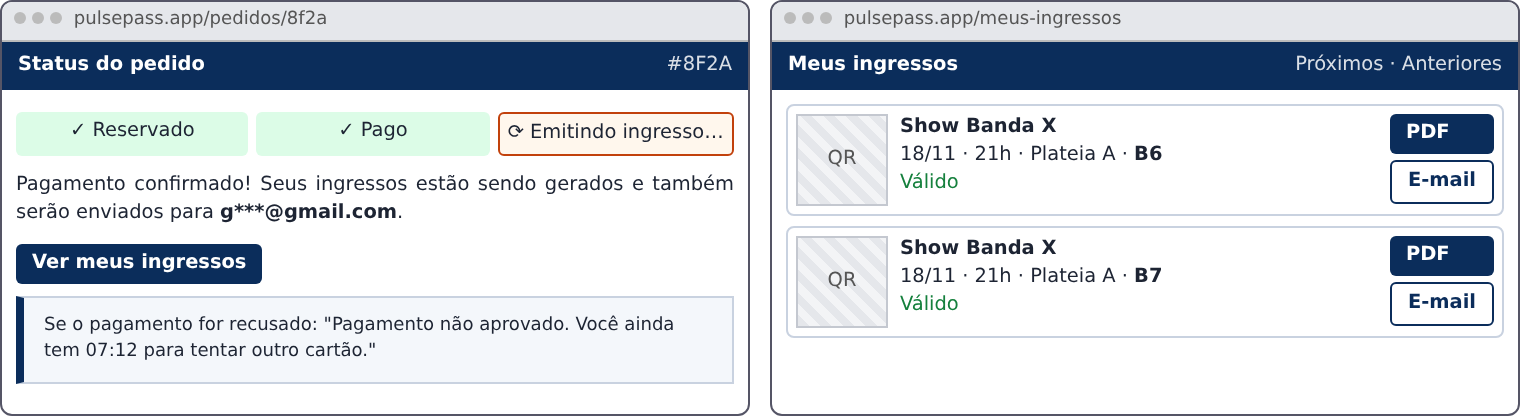 pulsepass.app/pedidos/8f2a
Status do pedido
#8F2A
✓ Reservado
✓ Pago
⟳ Emitindo ingresso…
Pagamento confirmado! Seus ingressos estão sendo gerados e também
serão enviados para g***@gmail.com.
Ver meus ingressos
Se o pagamento for recusado: "Pagamento não aprovado. Você ainda
tem 07:12 para tentar outro cartão."
pulsepass.app/meus-ingressos
Meus ingressos
Próximos · Anteriores
QR
Show Banda X
18/11 · 21h · Plateia A · B6
Válido
PDF
E-mail
QR
Show Banda X
18/11 · 21h · Plateia A · B7
Válido
PDF
E-mail